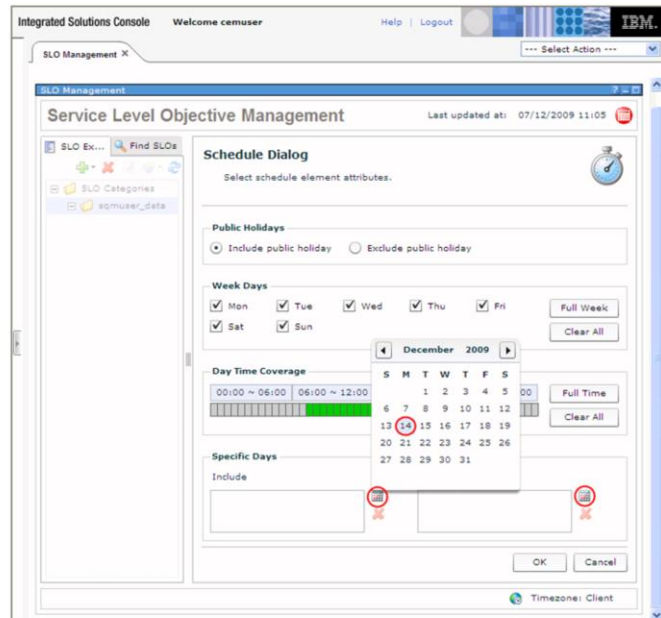 Integrated Solutions Console Welcome cemuser Help | Logout IBM.
SLO Management X --- Select Action ---
SLO Management
Service Level Objective Management Last updated at: 07/12/2009 11:05
SLO Ex... Find SLOs
SLO Categories
sqmuser_data
Schedule Dialog
Select schedule element attributes.
Public Holidays
Include public holiday Exclude public holiday
Week Days
Mon Tue Wed Thu Fri Full Week
Sat Sun Clear All
December 2009
S M T W T F S
1 2 3 4 5
6 7 8 9 10 11 12
13 14 15 16 17 18 19
20 21 22 23 24 25 26
27 28 29 30 31
Day Time Coverage
00:00 ~ 06:00 06:00 ~ 12:00 00 Full Time
Clear All
Specific Days
Include
OK Cancel
Timezone: Client